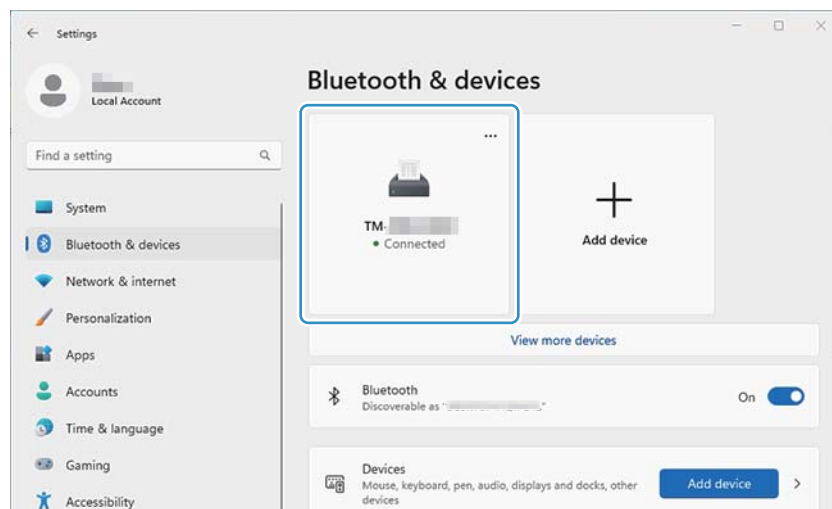 Settings
Local Account
Find a setting
System
Bluetooth & devices
Network & internet
Personalization
Apps
Accounts
Time & language
Gaming
Accessibility
Bluetooth & devices
TM-
Connected
Add device
View more devices
Bluetooth
Discoverable as "
On
Devices
Mouse, keyboard, pen, audio, displays and docks, other
devices
Add device